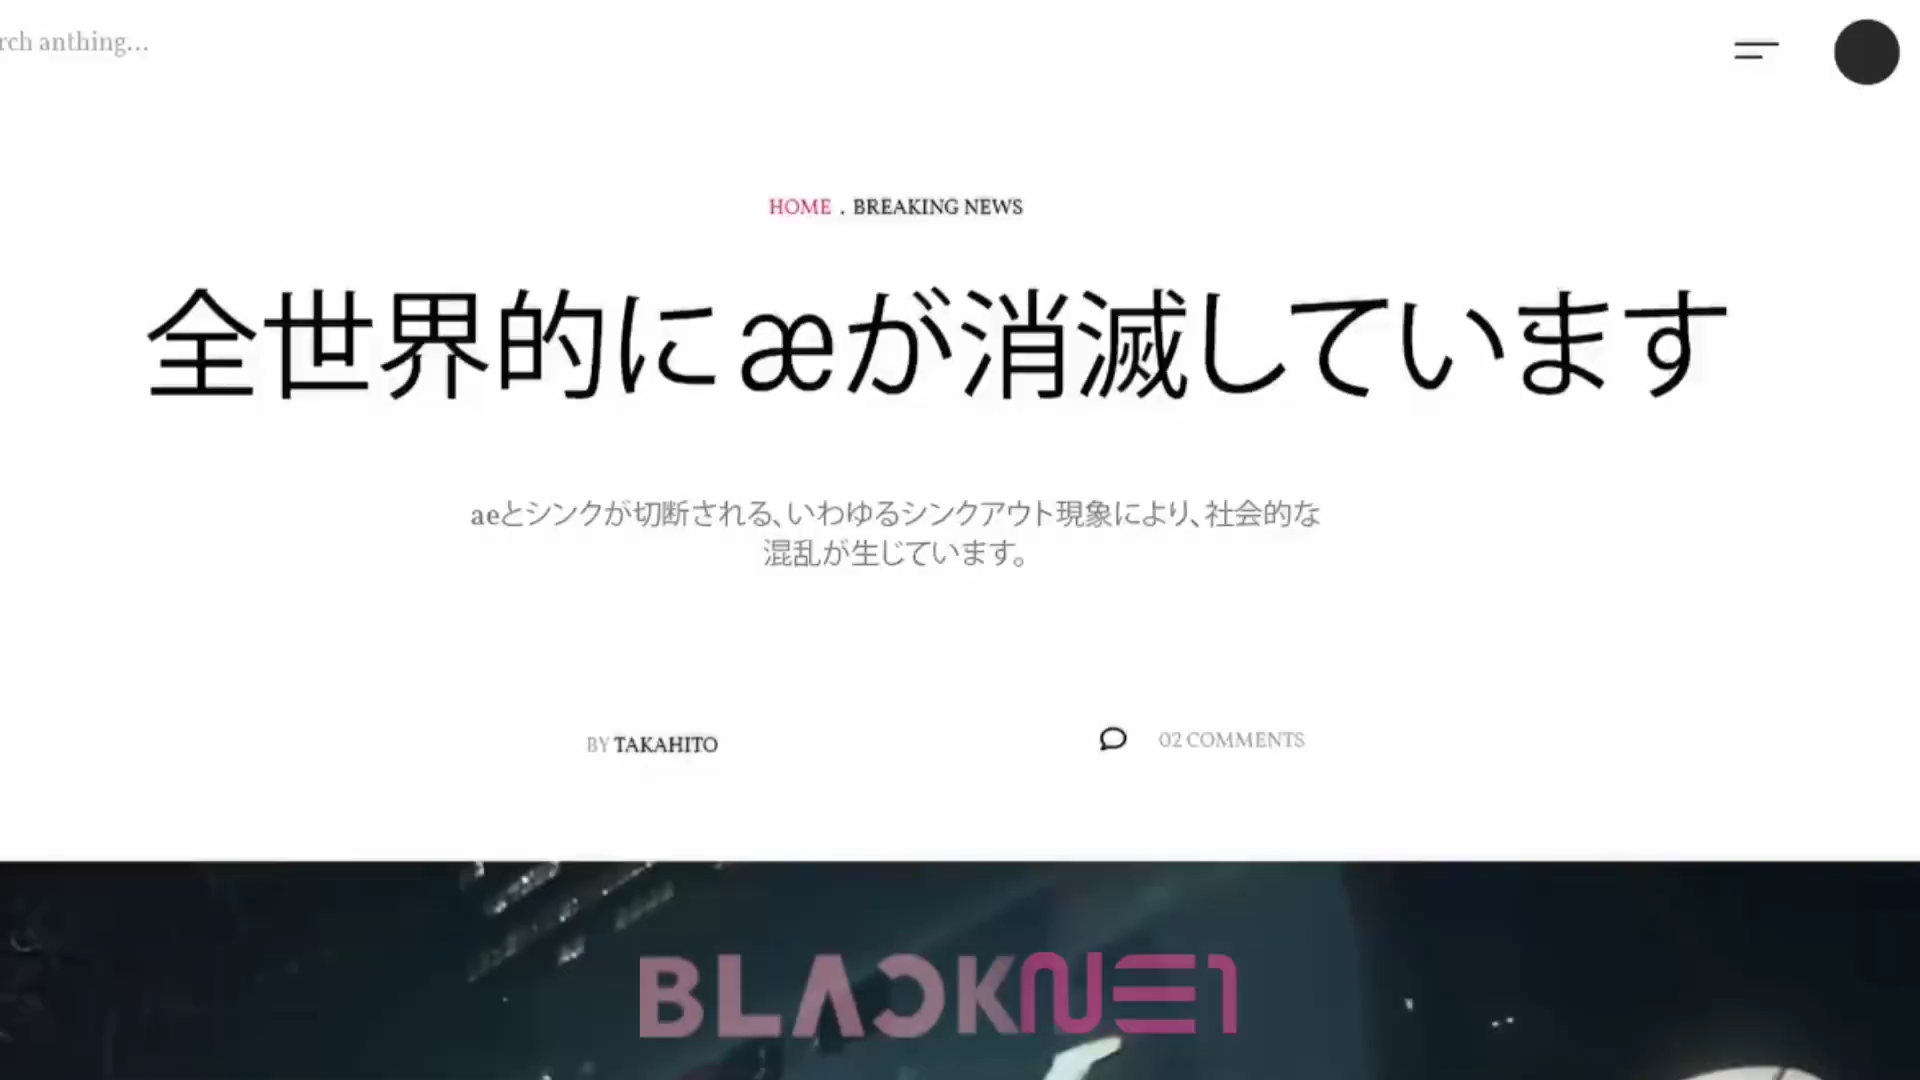 rch anthing...
HOME . BREAKING NEWS
全世界的にæが消滅しています
aeとシンクが切断される、いわゆるシンクアウト現象により、社会的な
混乱が生じています。
BY TAKAHITO
02 COMMENTS
BLACKNE1